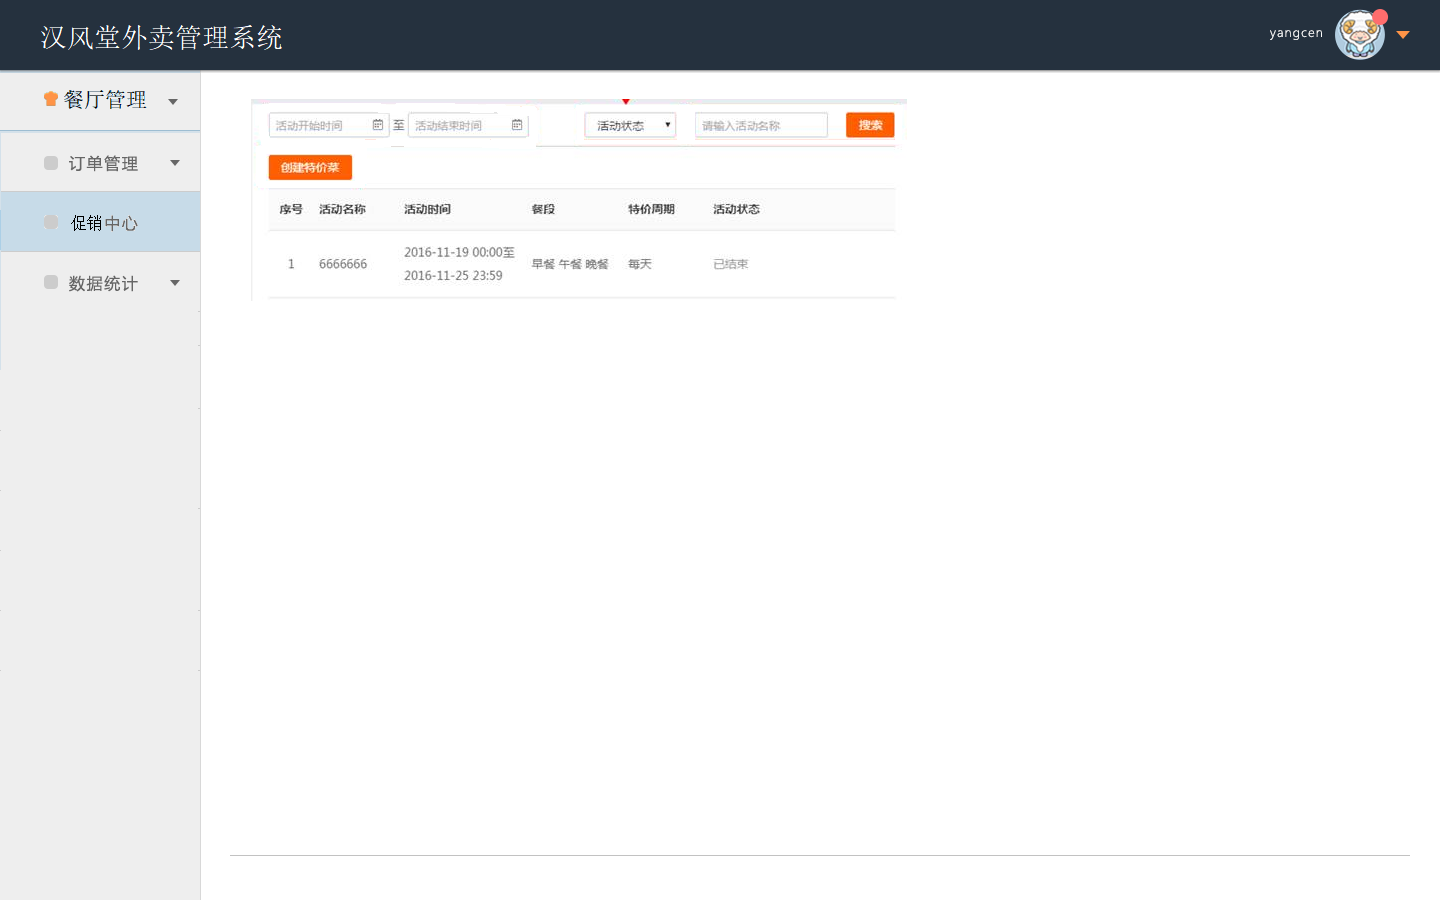 汉风堂外卖管理系统
yangcen
餐厅管理
订单管理
促销中心
数据统计
活动开始时间 至 活动结束时间 活动状态 请输入活动名称 搜索
创建特价菜
序号 活动名称 活动时间 餐段 特价周期 活动状态
1 6666666 2016-11-19 00:00至 早餐 午餐 晚餐 每天 已结束
2016-11-25 23:59